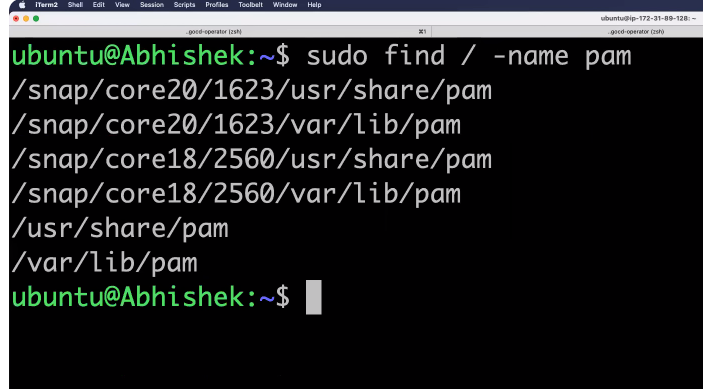 iTerm2 Shell Edit View Session Scripts Profiles Toolbelt Window Help
ubuntu@ip-172-31-89-128: ~
..gocd-operator (zsh) ⌘1 ..gocd-operator (zsh)
ubuntu@Abhishek:~$ sudo find / -name pam
/snap/core20/1623/usr/share/pam
/snap/core20/1623/var/lib/pam
/snap/core18/2560/usr/share/pam
/snap/core18/2560/var/lib/pam
/usr/share/pam
/var/lib/pam
ubuntu@Abhishek:~$